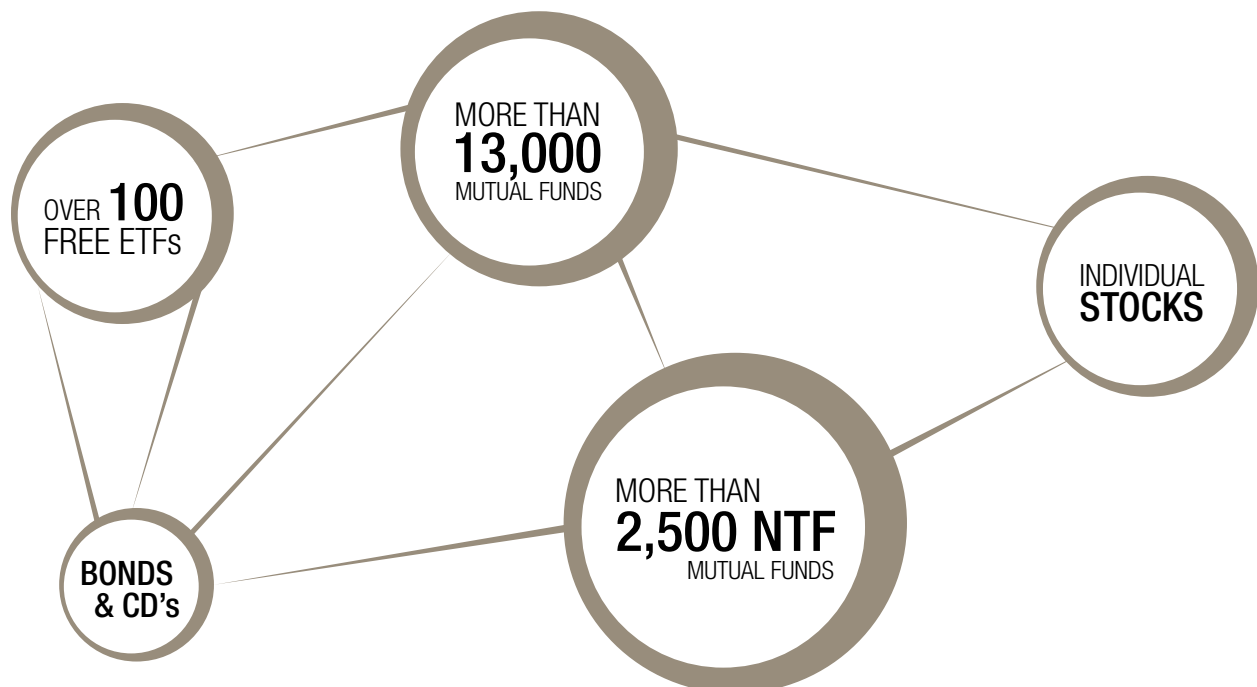 MORE THAN
13,000
MUTUAL FUNDS
OVER 100
FREE ETFs
INDIVIDUAL
STOCKS
MORE THAN
2,500 NTF
MUTUAL FUNDS
BONDS
& CD's